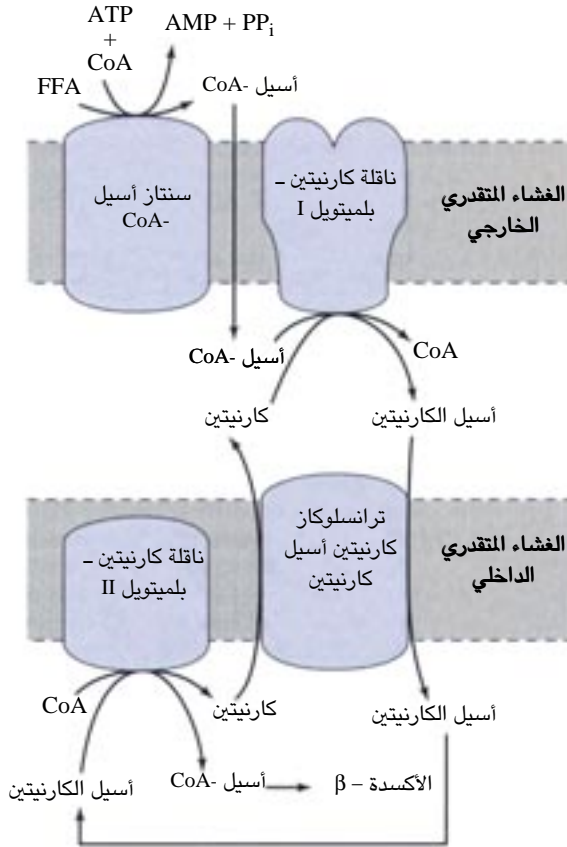 ATP
+
CoA
AMP + PPi
FFA
أسيل -CoA
سنتاز أسيل
CoA-
ناقلة كارنيتين –
بلميتويل I
الغشاء المتقدري
الخارجي
أسيل -CoA
CoA
كارنيتين
أسيل الكارنيتين
ناقلة كارنيتين –
بلميتويل II
ترانسلوكاز
كارنيتين أسيل
كارنيتين
الغشاء المتقدري
الداخلي
CoA
كارنيتين
أسيل الكارنيتين
أسيل الكارنيتين
أسيل -CoA
الأكسدة – β